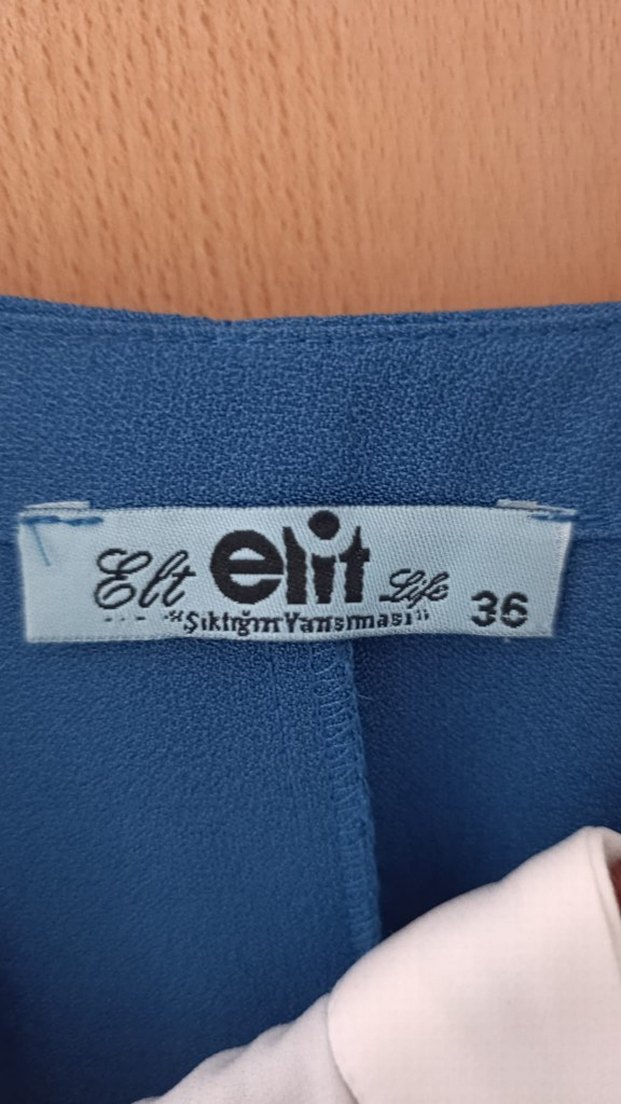 Elt elit Life 36
"Şıklığın Yansıması"